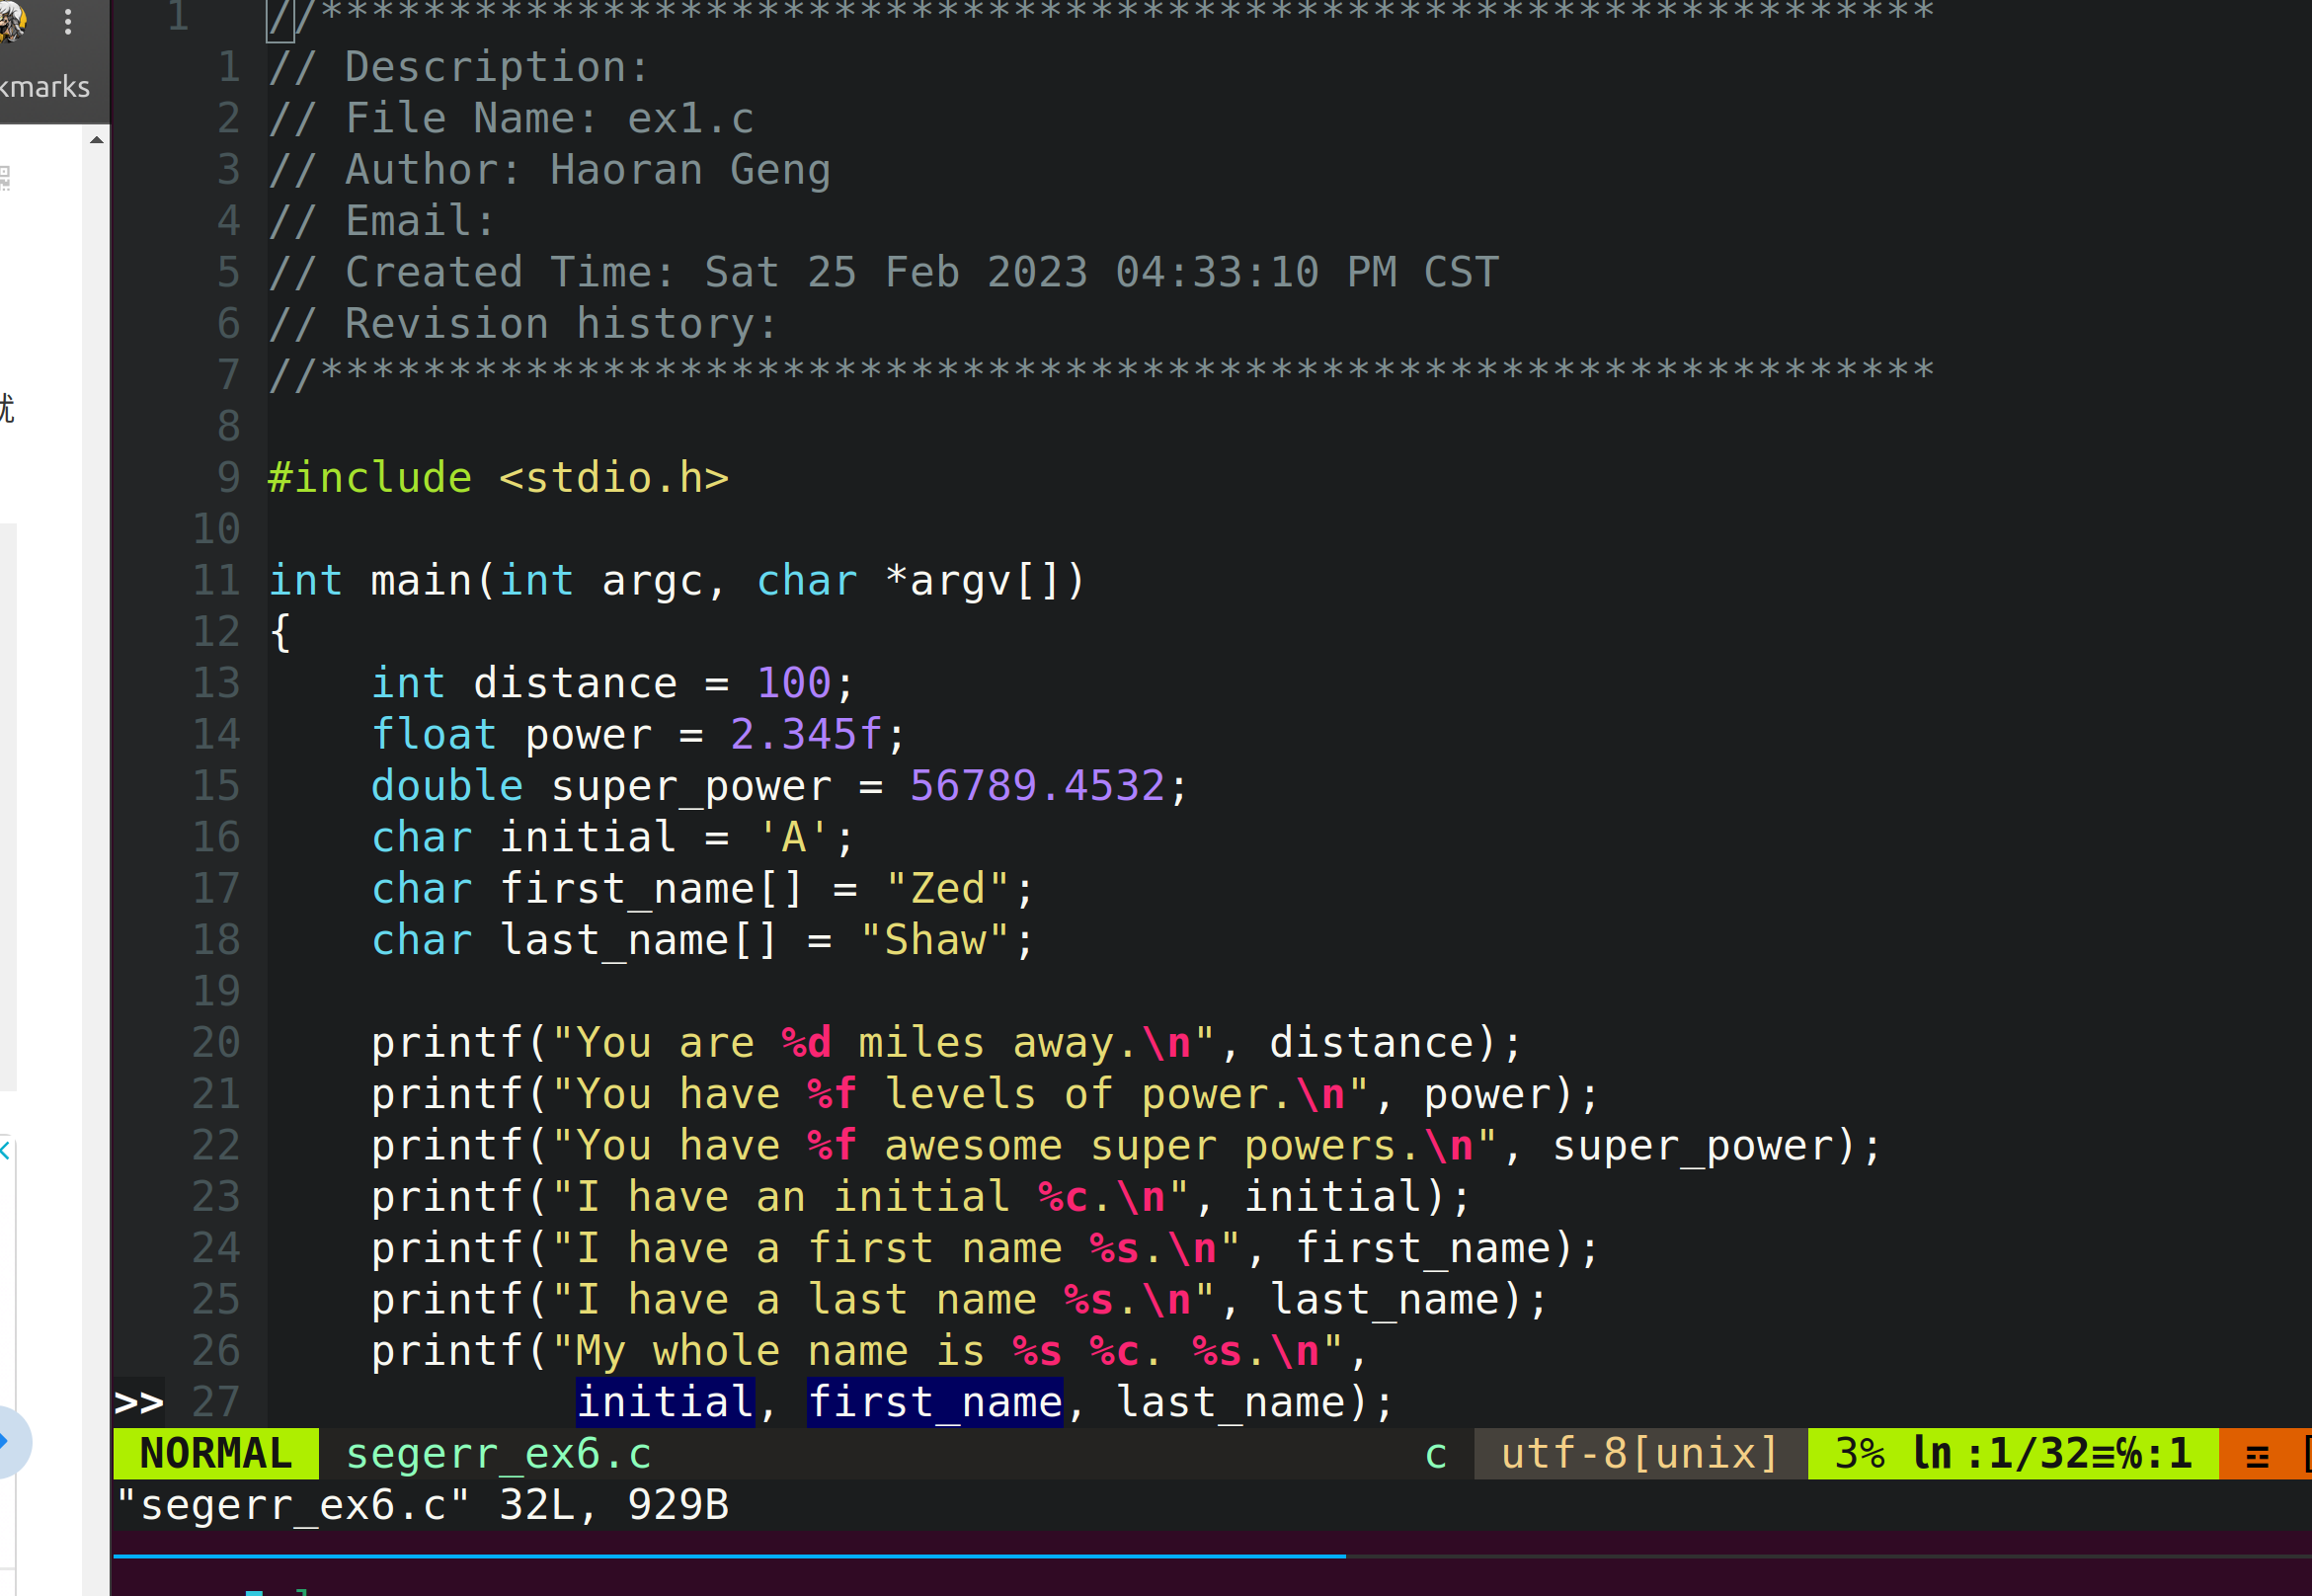 1 //***************************************************************
kmarks
1 // Description:
2 // File Name: ex1.c
3 // Author: Haoran Geng
4 // Email:
5 // Created Time: Sat 25 Feb 2023 04:33:10 PM CST
6 // Revision history:
7 //***************************************************************
8
9 #include <stdio.h>
10
11 int main(int argc, char *argv[])
12 {
13     int distance = 100;
14     float power = 2.345f;
15     double super_power = 56789.4532;
16     char initial = 'A';
17     char first_name[] = "Zed";
18     char last_name[] = "Shaw";
19
20     printf("You are %d miles away.\n", distance);
21     printf("You have %f levels of power.\n", power);
22     printf("You have %f awesome super powers.\n", super_power);
23     printf("I have an initial %c.\n", initial);
24     printf("I have a first name %s.\n", first_name);
25     printf("I have a last name %s.\n", last_name);
26     printf("My whole name is %s %c. %s.\n",
>> 27             initial, first_name, last_name);
NORMAL segerr_ex6.c c utf-8[unix] 3% ln :1/32≡℅:1 ☲ [
"segerr_ex6.c" 32L, 929B